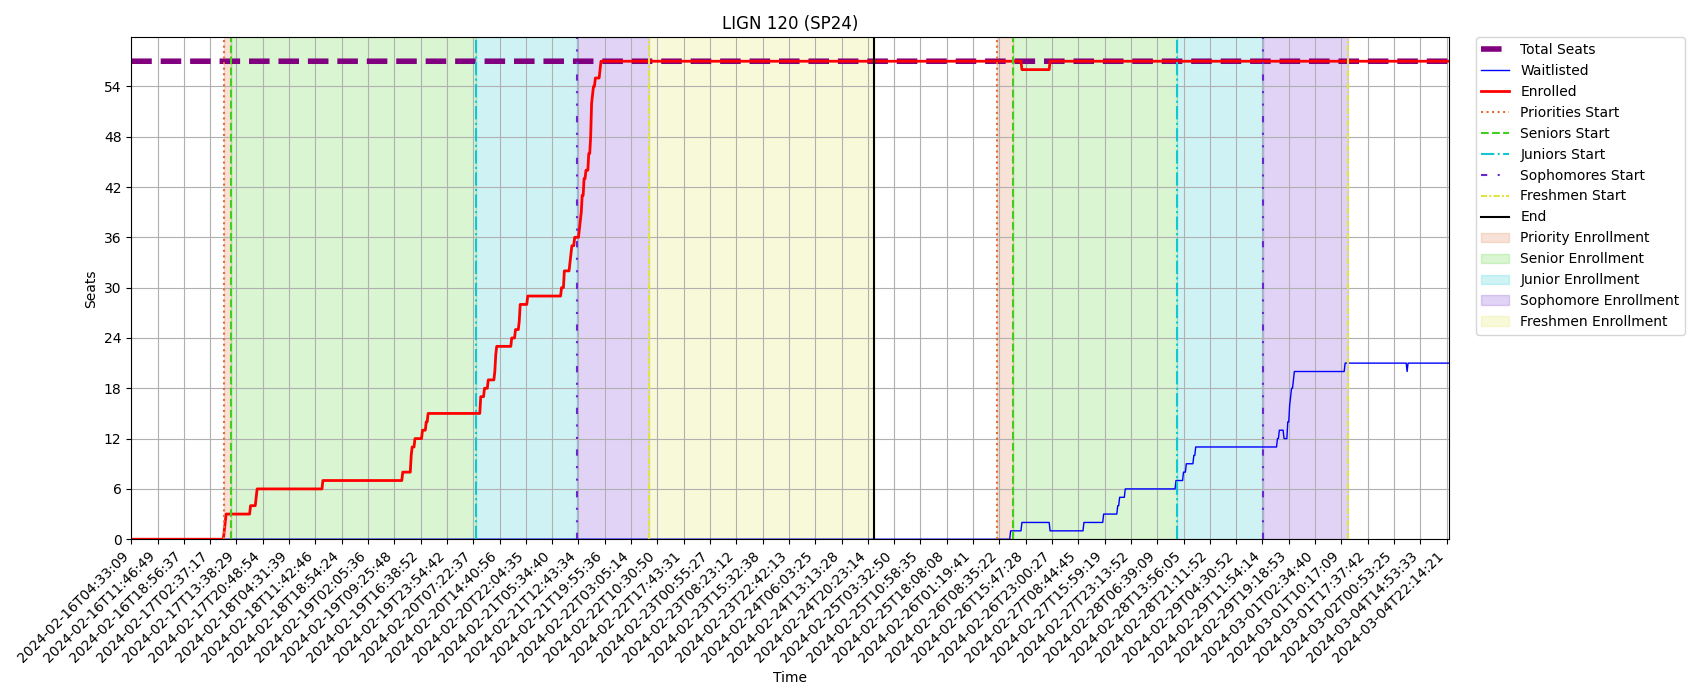 LIGN 120 (SP24)
Total Seats
Waitlisted
Enrolled
Priorities Start
Seniors Start
Juniors Start
Sophomores Start
Freshmen Start
End
Priority Enrollment
Senior Enrollment
Junior Enrollment
Sophomore Enrollment
Freshmen Enrollment
Seats
54
48
42
36
30
24
18
12
6
0
2024-02-16T04:33:09
2024-02-16T11:46:49
2024-02-16T18:56:37
2024-02-17T02:37:17
2024-02-17T13:38:29
2024-02-17T20:48:54
2024-02-18T04:31:39
2024-02-18T11:42:46
2024-02-18T18:54:24
2024-02-19T02:05:36
2024-02-19T09:25:48
2024-02-19T16:38:52
2024-02-19T23:54:42
2024-02-20T07:22:37
2024-02-20T14:40:56
2024-02-20T22:04:35
2024-02-21T05:34:40
2024-02-21T12:43:34
2024-02-21T19:55:36
2024-02-22T03:05:14
2024-02-22T10:30:50
2024-02-22T17:43:31
2024-02-23T00:55:27
2024-02-23T08:23:12
2024-02-23T15:32:38
2024-02-23T22:42:13
2024-02-24T06:03:25
2024-02-24T13:13:28
2024-02-24T20:23:14
2024-02-25T03:32:50
2024-02-25T10:58:35
2024-02-25T18:08:08
2024-02-26T01:19:41
2024-02-26T08:35:22
2024-02-26T15:47:28
2024-02-26T23:00:27
2024-02-27T08:44:45
2024-02-27T15:59:19
2024-02-27T23:13:52
2024-02-28T06:39:05
2024-02-28T13:56:05
2024-02-28T21:11:52
2024-02-29T04:30:52
2024-02-29T11:54:14
2024-02-29T19:18:53
2024-03-01T02:34:40
2024-03-01T10:17:09
2024-03-01T17:37:42
2024-03-02T00:53:25
2024-03-04T14:53:33
2024-03-04T22:14:21
Time